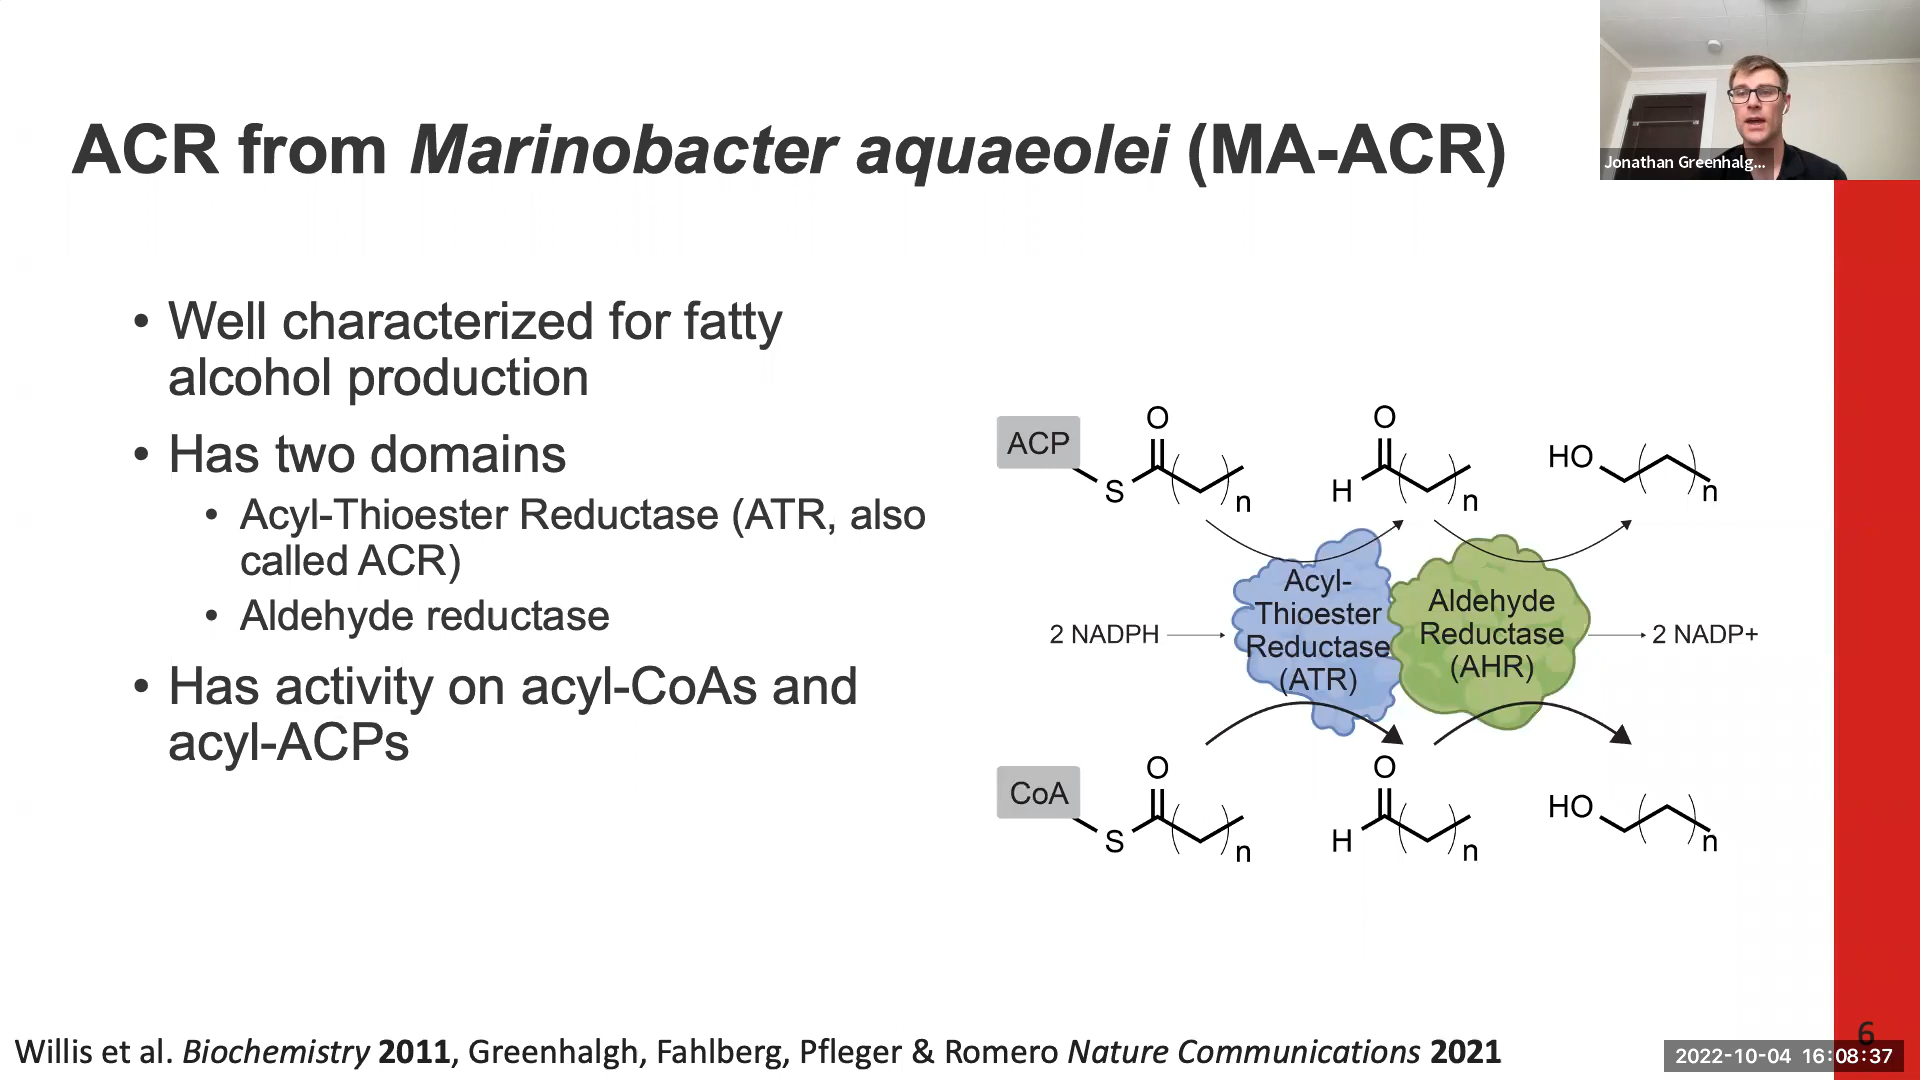 ACR from Marinobacter aquaeolei (MA-ACR)
Jonathan Greenhalg...
• Well characterized for fatty
alcohol production
• Has two domains
• Acyl-Thioester Reductase (ATR, also
called ACR)
• Aldehyde reductase
• Has activity on acyl-CoAs and
acyl-ACPs
ACP
S
O
n
H
O
n
HO
n
2 NADPH
Acyl-
Thioester
Reductase
(ATR)
Aldehyde
Reductase
(AHR)
2 NADP+
CoA
S
O
n
H
O
n
HO
n
Willis et al. Biochemistry 2011, Greenhalgh, Fahlberg, Pfleger & Romero Nature Communications 2021
6
2022-10-04 16:08:37